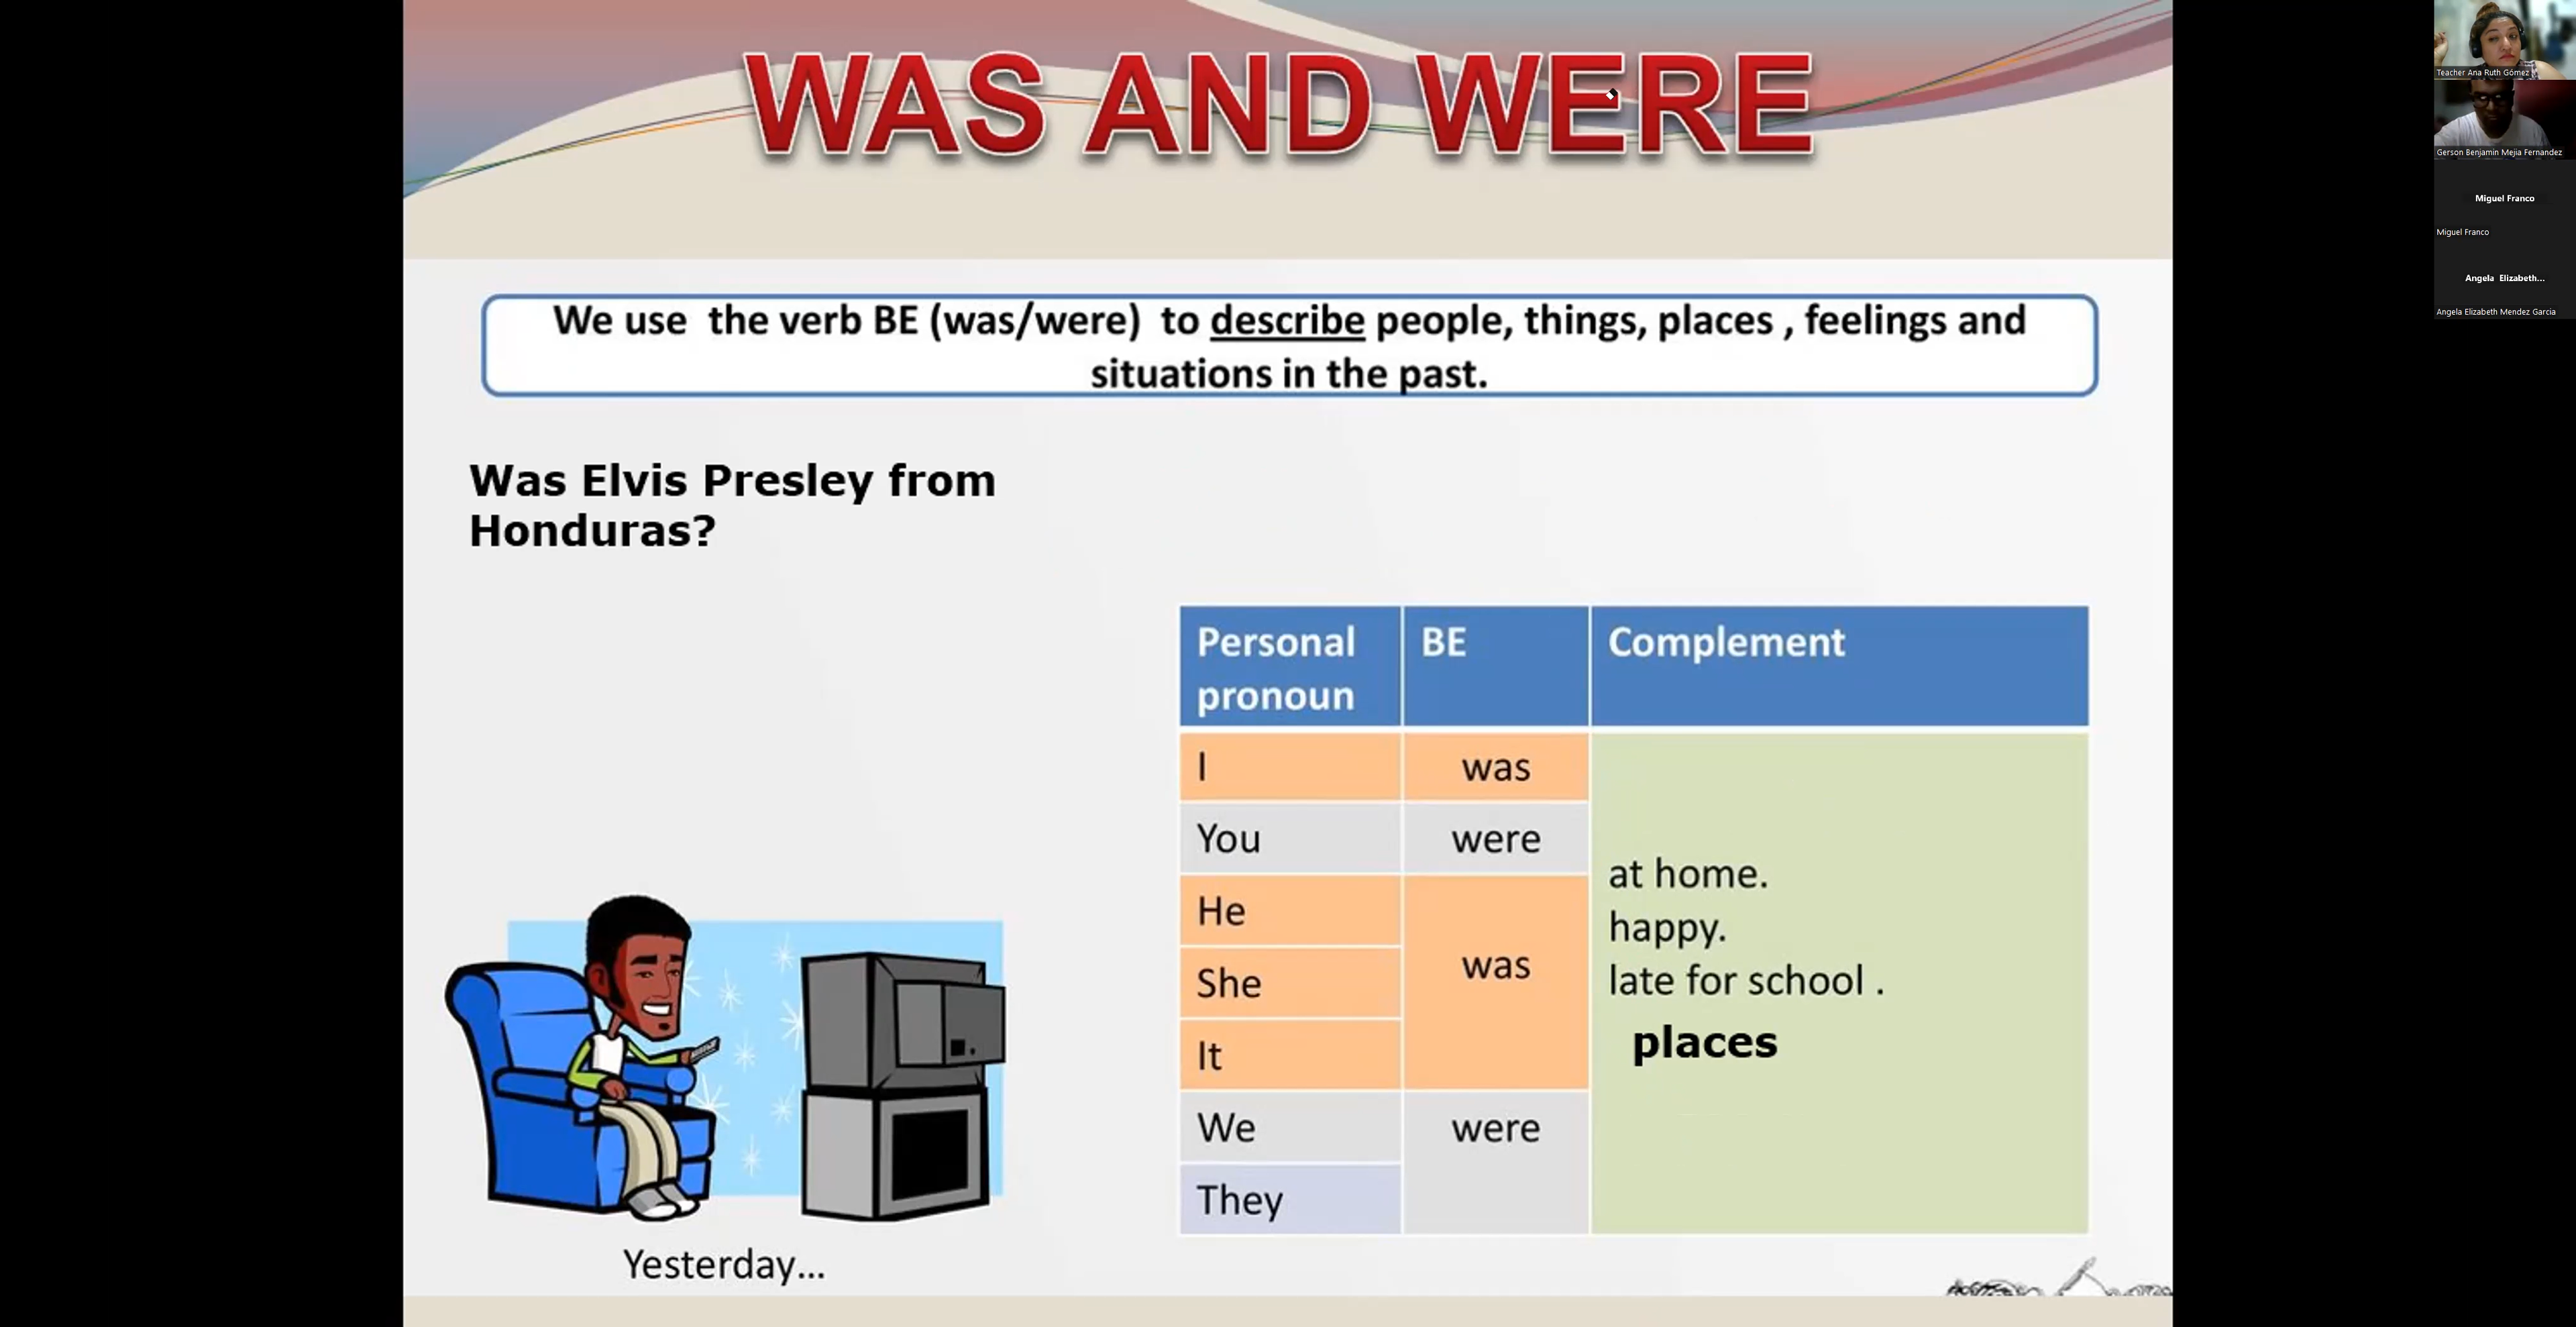 WAS AND WERE
We use the verb BE (was/were) to describe people, things, places , feelings and
situations in the past.
Was Elvis Presley from
Honduras?
Personal
pronoun
BE
Complement
I
was
You
were
He
She
It
was
We
They
were
at home.
happy.
late for school .
places
Yesterday...
Teacher Ana Ruth Gómez
Gerson Benjamin Mejia Fernandez
Miguel Franco
Miguel Franco
Angela Elizabeth...
Angela Elizabeth Mendez Garcia